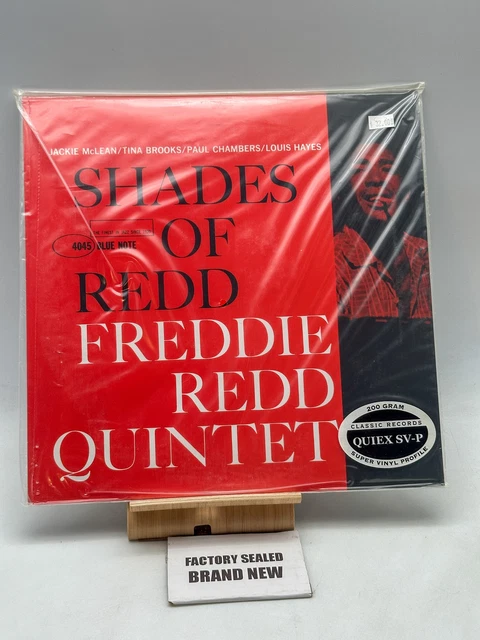 JACKIE McLEAN/TINA BROOKS/PAUL CHAMBERS/LOUIS HAYES
SHADES
OF
4045 BLUE NOTE
REDD
FREDDIE
REDD
QUINTET
200 GRAM
CLASSIC RECORDS
QUIEX SV-P
SUPER VINYL PROFILE
FACTORY SEALED
BRAND NEW